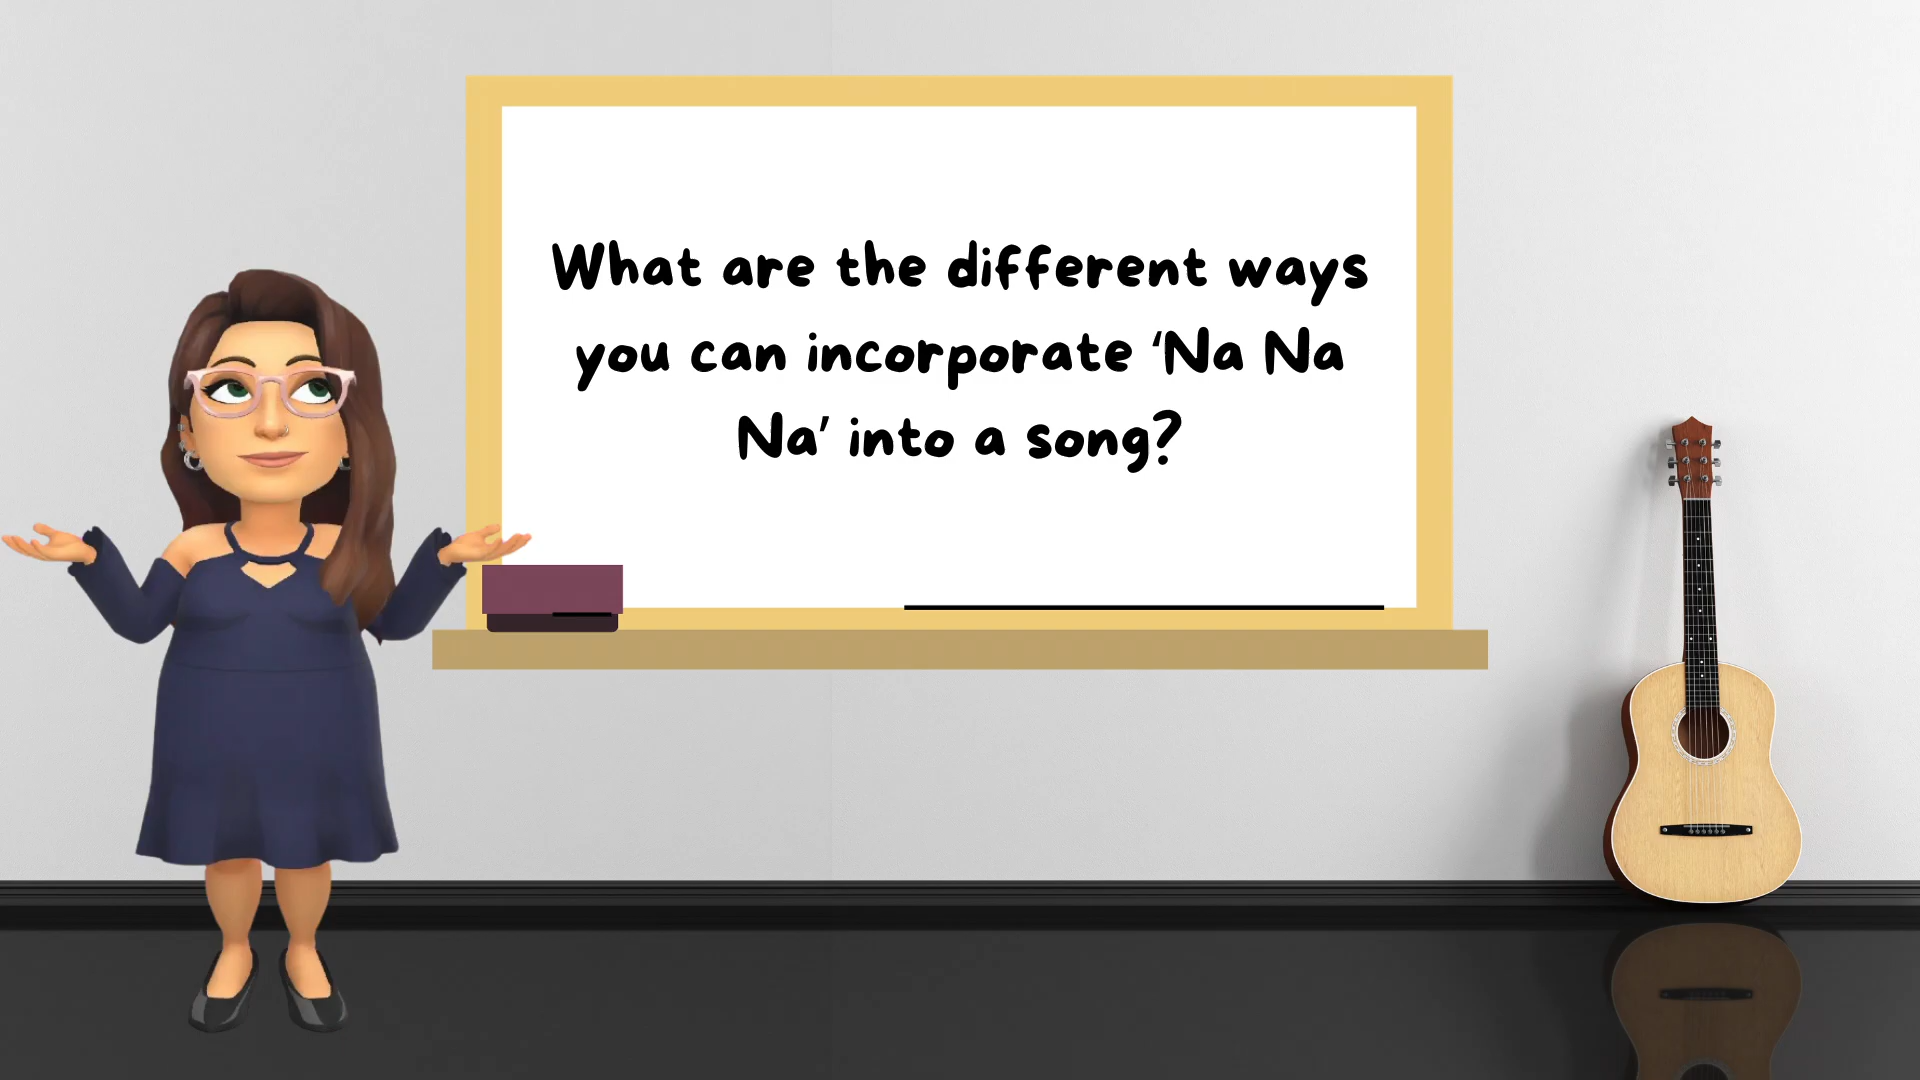 What are the different ways
you can incorporate ‘Na Na
Na’ into a song?